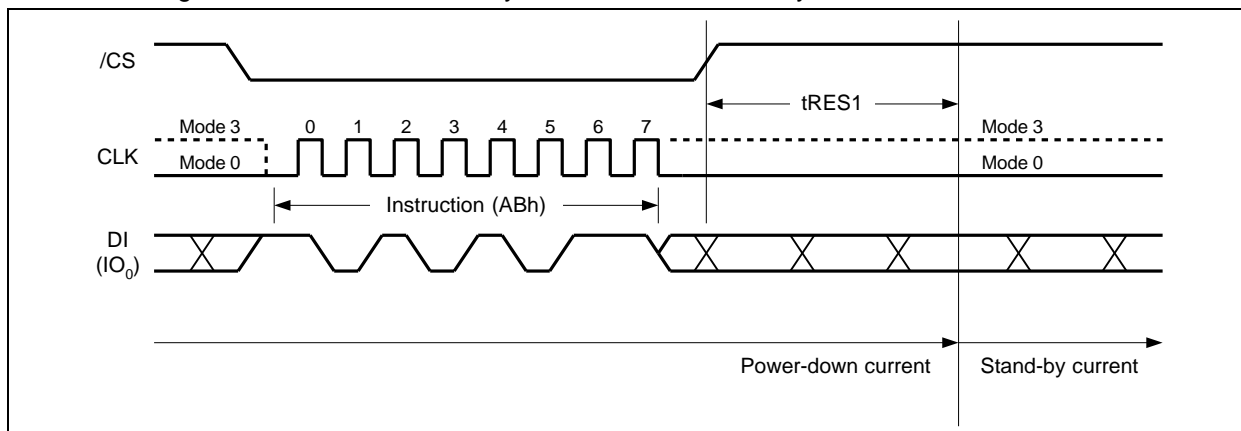 /CS
tRES1
Mode 3 0 1 2 3 4 5 6 7 Mode 3
CLK
Mode 0 Mode 0
Instruction (ABh)
DI
(IO0)
Power-down current Stand-by current